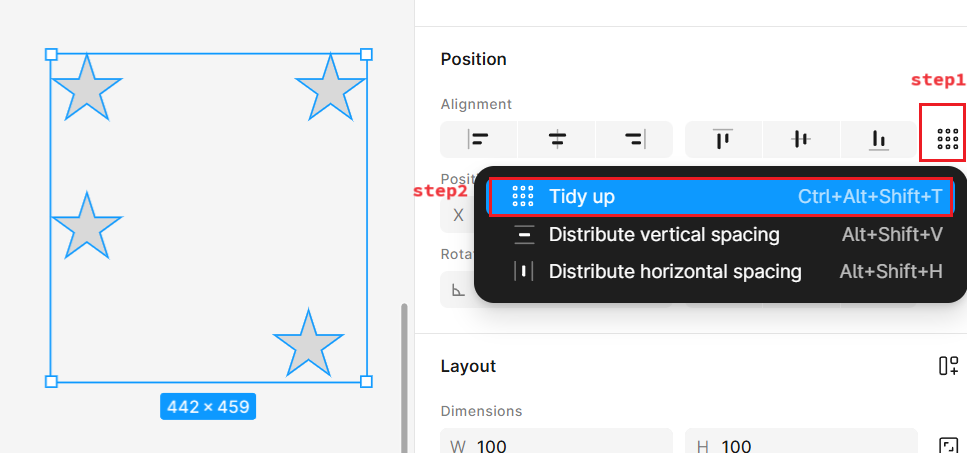 Position
step1
Alignment
Positi
step2
Tidy up Ctrl+Alt+Shift+T
X
Distribute vertical spacing Alt+Shift+V
Rota
Distribute horizontal spacing Alt+Shift+H
Layout
442 × 459
Dimensions
W 100 H 100